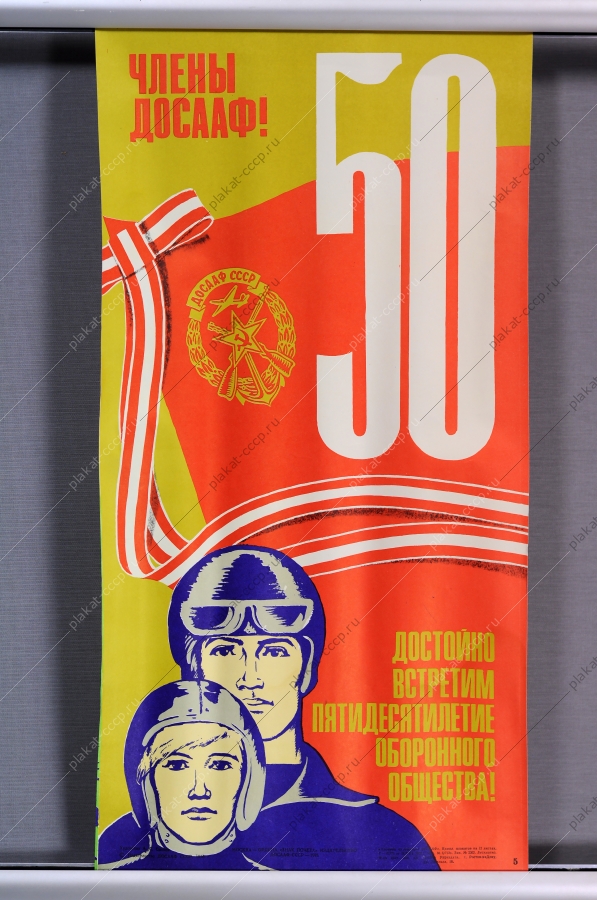 ЧЛЕНЫ
ДОСААФ!
50
ДОСААФ СССР
ДОСТОЙНО
ВСТРЕТИМ
ПЯТИДЕСЯТИЛЕТИЕ
ОБОРОННОГО
ОБЩЕСТВА!
5
plakat-cccp.ru